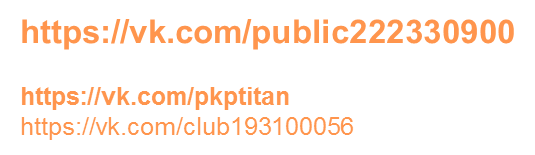 https://vk.com/public222330900
https://vk.com/pkptitan
https://vk.com/club193100056